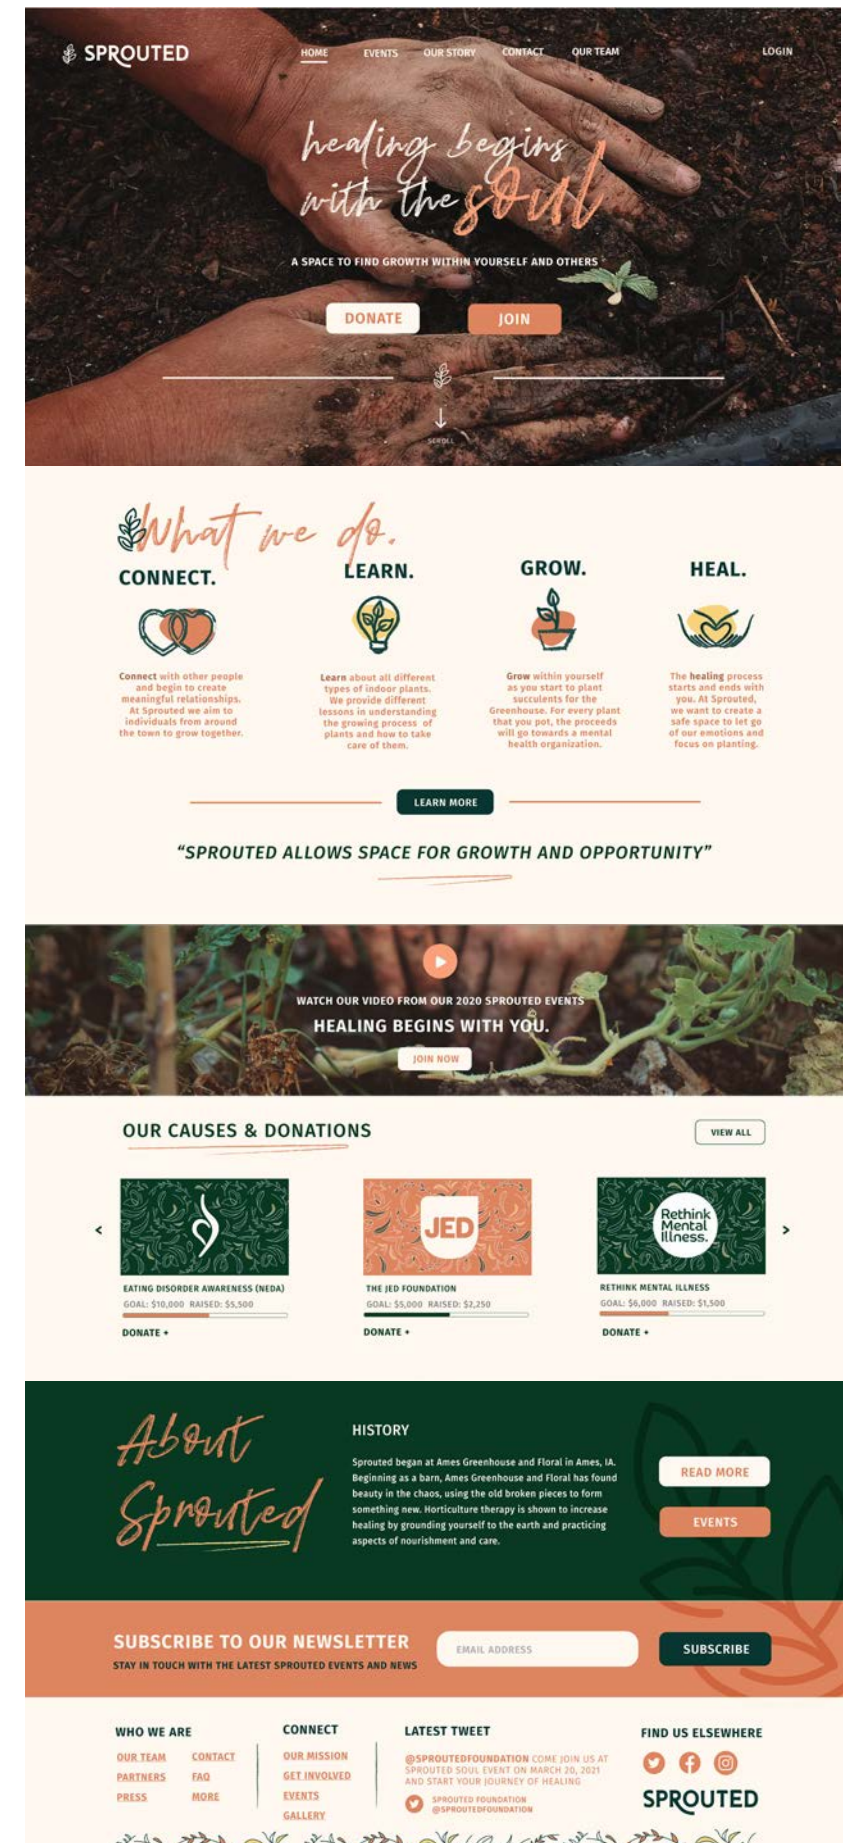 SPROUTED
HOME EVENTS OUR STORY CONTACT OUR TEAM LOGIN
healing begins
with the soul
A SPACE TO FIND GROWTH WITHIN YOURSELF AND OTHERS
DONATE JOIN
SCROLL
What we do.
CONNECT.
Connect with other people
and begin to create
meaningful relationships.
At Sprouted we aim to
individuals from around
the town to grow together.
LEARN.
Learn about all different
types of indoor plants.
We provide different
lessons in understanding
the growing process of
plants and how to take
care of them.
GROW.
Grow within yourself
as you start to plant
succulents for the
Greenhouse. For every plant
that you pot, the proceeds
will go towards a mental
health organization.
HEAL.
The healing process
starts and ends with
you. At Sprouted,
we want to create a
safe space to let go
of our emotions and
focus on planting.
LEARN MORE
“SPROUTED ALLOWS SPACE FOR GROWTH AND OPPORTUNITY”
WATCH OUR VIDEO FROM OUR 2020 SPROUTED EVENTS
HEALING BEGINS WITH YOU.
JOIN NOW
OUR CAUSES & DONATIONS
VIEW ALL
<
EATING DISORDER AWARENESS (NEDA)
GOAL: $10,000 RAISED: $5,500
DONATE +
JED
THE JED FOUNDATION
GOAL: $5,000 RAISED: $2,250
DONATE +
Rethink
Mental
Illness.
RETHINK MENTAL ILLNESS
GOAL: $6,000 RAISED: $1,500
DONATE +
>
About
Sprouted
HISTORY
Sprouted began at Ames Greenhouse and Floral in Ames, IA.
Beginning as a barn, Ames Greenhouse and Floral has found
beauty in the chaos, using the old broken pieces to form
something new. Horticulture therapy is shown to increase
healing by grounding yourself to the earth and practicing
aspects of nourishment and care.
READ MORE
EVENTS
SUBSCRIBE TO OUR NEWSLETTER
STAY IN TOUCH WITH THE LATEST SPROUTED EVENTS AND NEWS
EMAIL ADDRESS
SUBSCRIBE
WHO WE ARE
OUR TEAM CONTACT
PARTNERS FAQ
PRESS MORE
CONNECT
OUR MISSION
GET INVOLVED
EVENTS
GALLERY
LATEST TWEET
@SPROUTEDFOUNDATION COME JOIN US AT
SPROUTED SOUL EVENT ON MARCH 20, 2021
AND START YOUR JOURNEY OF HEALING
SPROUTED FOUNDATION
@SPROUTEDFOUNDATION
FIND US ELSEWHERE
SPROUTED